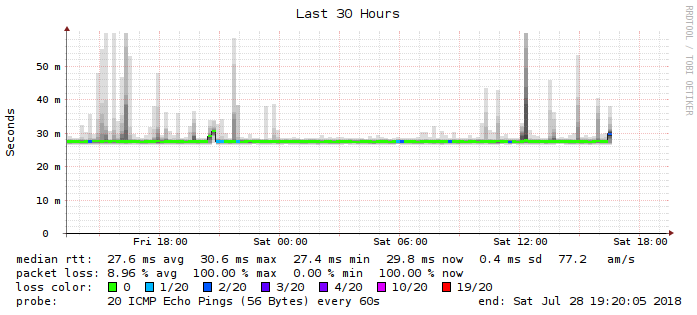 Last 30 Hours
RRDTOOL / TOBI OETIKER
Seconds
50 m
40 m
30 m
20 m
10 m
0
Fri 18:00 Sat 00:00 Sat 06:00 Sat 12:00 Sat 18:00
median rtt: 27.6 ms avg 30.6 ms max 27.4 ms min 29.8 ms now 0.4 ms sd 77.2 am/s
packet loss: 8.96 % avg 100.00 % max 0.00 % min 100.00 % now
loss color: 0 1/20 2/20 3/20 4/20 10/20 19/20
probe: 20 ICMP Echo Pings (56 Bytes) every 60s end: Sat Jul 28 19:20:05 2018